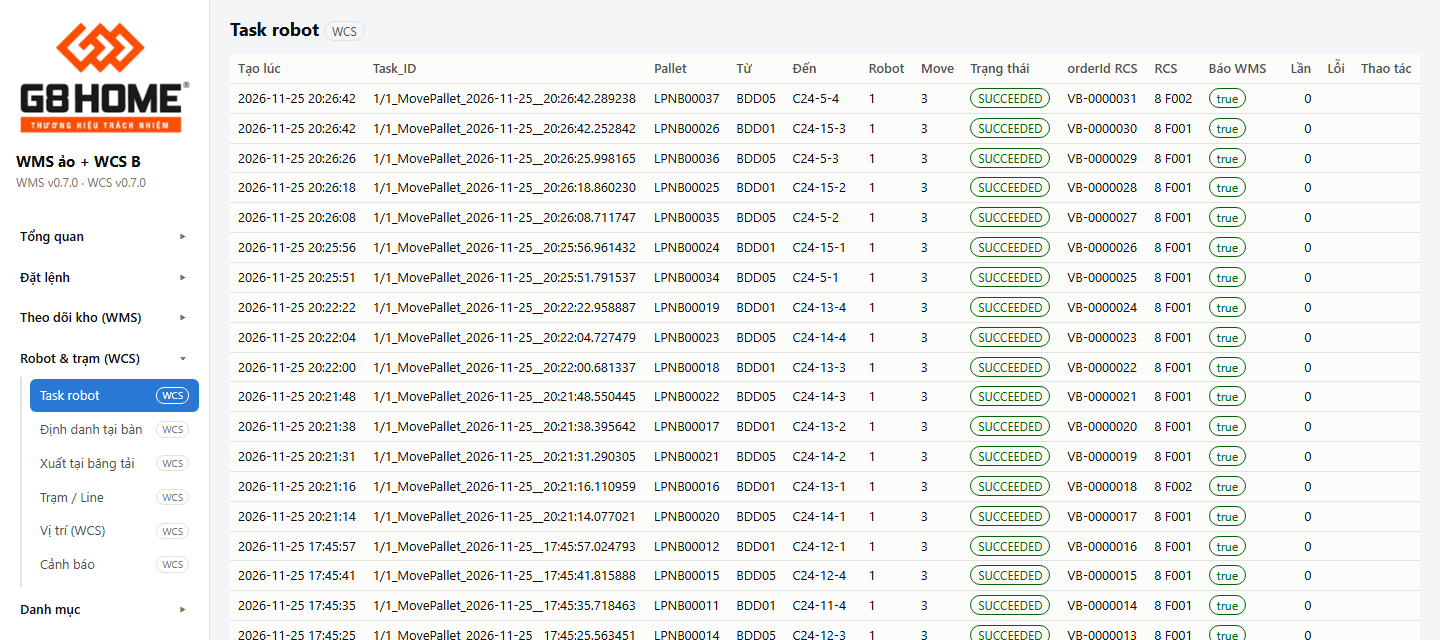 G8 HOME®
THƯƠNG HIỆU TRÁCH NHIỆM
WMS ảo + WCS B
WMS v0.7.0 · WCS v0.7.0
Tổng quan
Đặt lệnh
Theo dõi kho (WMS)
Robot & trạm (WCS)
Task robot WCS
Định danh tại bàn WCS
Xuất tại băng tải WCS
Trạm / Line WCS
Vị trí (WCS) WCS
Cảnh báo WCS
Danh mục
Task robot WCS
Tạo lúc Task_ID Pallet Từ Đến Robot Move Trạng thái orderId RCS RCS Báo WMS Lần Lỗi Thao tác
2026-11-25 20:26:42 1/1_MovePallet_2026-11-25__20:26:42.289238 LPNB00037 BDD05 C24-5-4 1 3 SUCCEEDED VB-0000031 8 F002 true 0
2026-11-25 20:26:42 1/1_MovePallet_2026-11-25__20:26:42.252842 LPNB00026 BDD01 C24-15-3 1 3 SUCCEEDED VB-0000030 8 F001 true 0
2026-11-25 20:26:26 1/1_MovePallet_2026-11-25__20:26:25.998165 LPNB00036 BDD05 C24-5-3 1 3 SUCCEEDED VB-0000029 8 F001 true 0
2026-11-25 20:26:18 1/1_MovePallet_2026-11-25__20:26:18.860230 LPNB00025 BDD01 C24-15-2 1 3 SUCCEEDED VB-0000028 8 F001 true 0
2026-11-25 20:26:08 1/1_MovePallet_2026-11-25__20:26:08.711747 LPNB00035 BDD05 C24-5-2 1 3 SUCCEEDED VB-0000027 8 F001 true 0
2026-11-25 20:25:56 1/1_MovePallet_2026-11-25__20:25:56.961432 LPNB00024 BDD01 C24-15-1 1 3 SUCCEEDED VB-0000026 8 F001 true 0
2026-11-25 20:25:51 1/1_MovePallet_2026-11-25__20:25:51.791537 LPNB00034 BDD05 C24-5-1 1 3 SUCCEEDED VB-0000025 8 F001 true 0
2026-11-25 20:22:22 1/1_MovePallet_2026-11-25__20:22:22.958887 LPNB00019 BDD01 C24-13-4 1 3 SUCCEEDED VB-0000024 8 F001 true 0
2026-11-25 20:22:04 1/1_MovePallet_2026-11-25__20:22:04.727479 LPNB00023 BDD05 C24-14-4 1 3 SUCCEEDED VB-0000023 8 F001 true 0
2026-11-25 20:22:00 1/1_MovePallet_2026-11-25__20:22:00.681337 LPNB00018 BDD01 C24-13-3 1 3 SUCCEEDED VB-0000022 8 F001 true 0
2026-11-25 20:21:48 1/1_MovePallet_2026-11-25__20:21:48.550445 LPNB00022 BDD05 C24-14-3 1 3 SUCCEEDED VB-0000021 8 F001 true 0
2026-11-25 20:21:38 1/1_MovePallet_2026-11-25__20:21:38.395642 LPNB00017 BDD01 C24-13-2 1 3 SUCCEEDED VB-0000020 8 F001 true 0
2026-11-25 20:21:31 1/1_MovePallet_2026-11-25__20:21:31.290305 LPNB00021 BDD05 C24-14-2 1 3 SUCCEEDED VB-0000019 8 F001 true 0
2026-11-25 20:21:16 1/1_MovePallet_2026-11-25__20:21:16.110959 LPNB00016 BDD01 C24-13-1 1 3 SUCCEEDED VB-0000018 8 F002 true 0
2026-11-25 20:21:14 1/1_MovePallet_2026-11-25__20:21:14.077021 LPNB00020 BDD05 C24-14-1 1 3 SUCCEEDED VB-0000017 8 F001 true 0
2026-11-25 17:45:57 1/1_MovePallet_2026-11-25__17:45:57.024793 LPNB00012 BDD01 C24-12-1 1 3 SUCCEEDED VB-0000016 8 F001 true 0
2026-11-25 17:45:41 1/1_MovePallet_2026-11-25__17:45:41.815888 LPNB00015 BDD05 C24-12-4 1 3 SUCCEEDED VB-0000015 8 F001 true 0
2026-11-25 17:45:35 1/1_MovePallet_2026-11-25__17:45:35.718463 LPNB00011 BDD01 C24-11-4 1 3 SUCCEEDED VB-0000014 8 F001 true 0
2026-11-25 17:45:25 1/1_MovePallet_2026-11-25__17:45:25.563451 LPNB00014 BDD05 C24-12-3 1 3 SUCCEEDED VB-0000013 8 F001 true 0